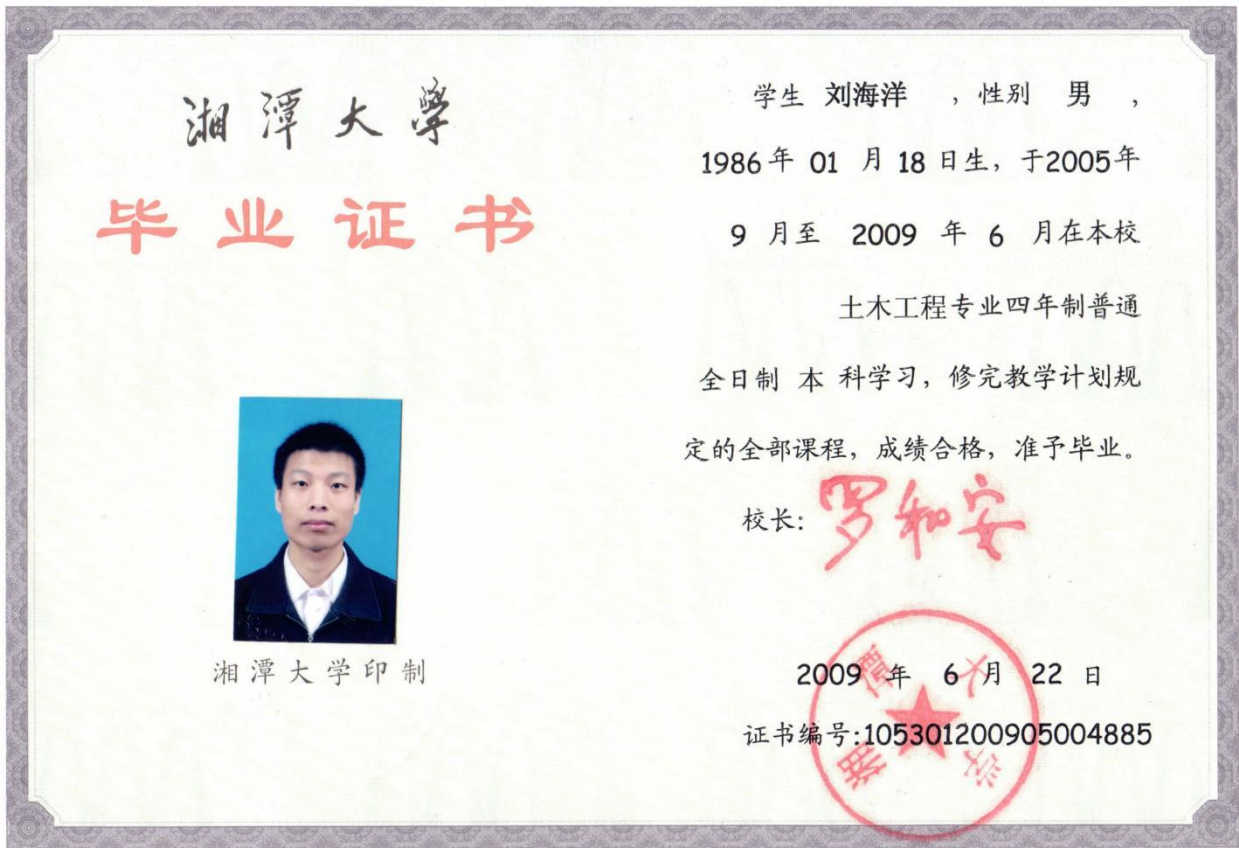 湘潭大學
毕业证书
湘潭大学印制
学生 刘海洋 ，性别 男 ，
1986年 01 月 18 日生，于2005年
9 月至 2009 年 6 月在本校
土木工程专业四年制普通
全日制 本 科学习，修完教学计划规
定的全部课程，成绩合格，准予毕业。
校长：罗和安
2009 年 6 月 22 日
证书编号:105301200905004885
湘潭大学